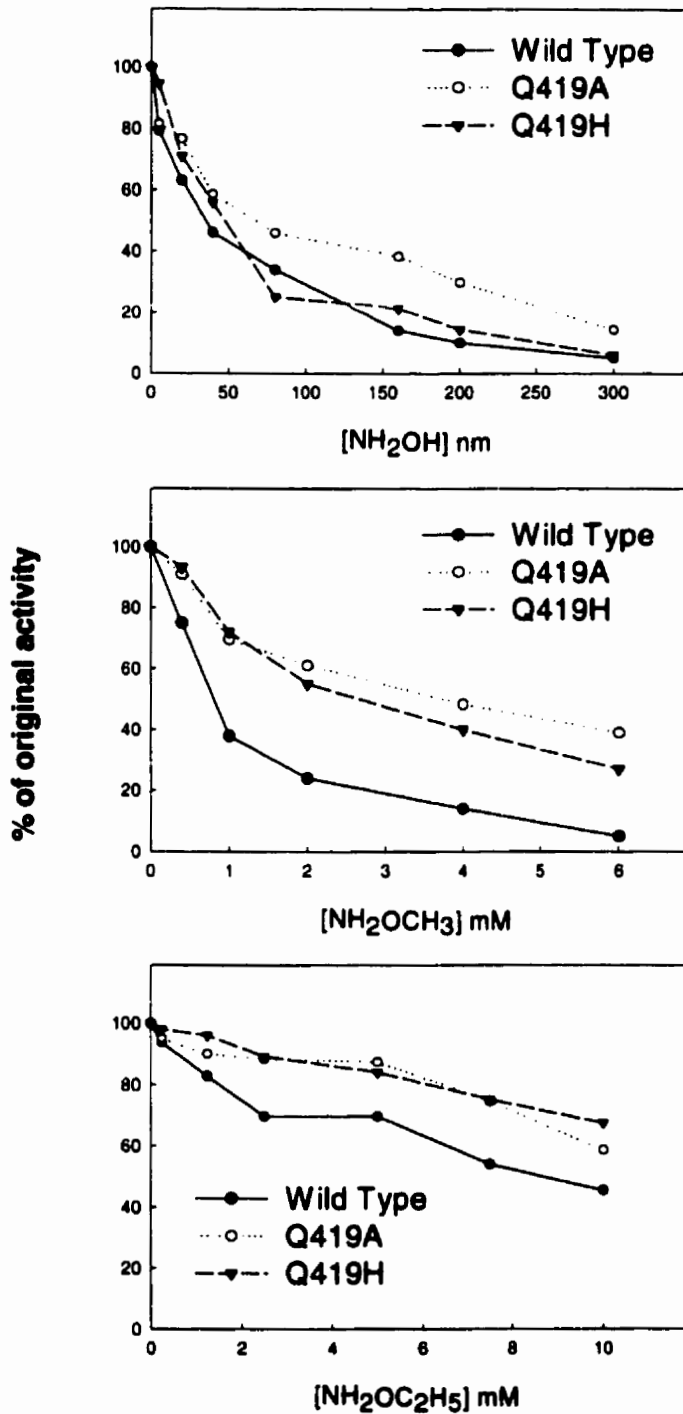 Wild Type
Q419A
Q419H
100
80
60
40
20
0
0 50 100 150 200 250 300
[NH2OH] nm
% of original activity
Wild Type
Q419A
Q419H
100
80
60
40
20
0
0 1 2 3 4 5 6
[NH2OCH3] mM
100
80
60
40
20
0
Wild Type
Q419A
Q419H
0 2 4 6 8 10
[NH2OC2H5] mM